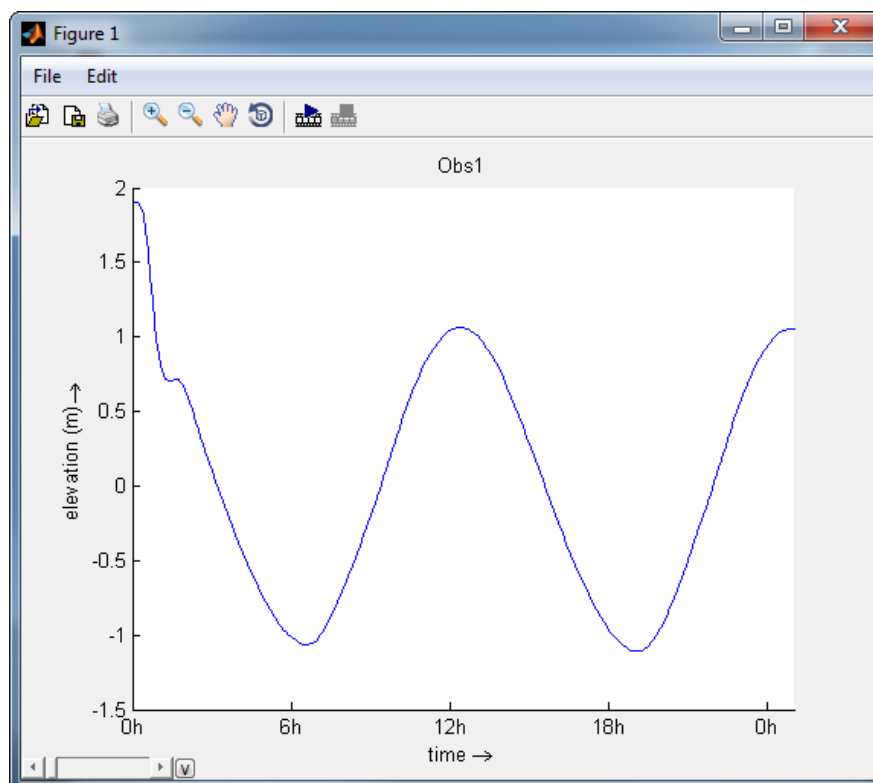 Figure 1
File Edit
Obs1
2
1.5
1
0.5
0
-0.5
-1
-1.5
elevation (m) →
0h 6h 12h 18h 0h
time →
V